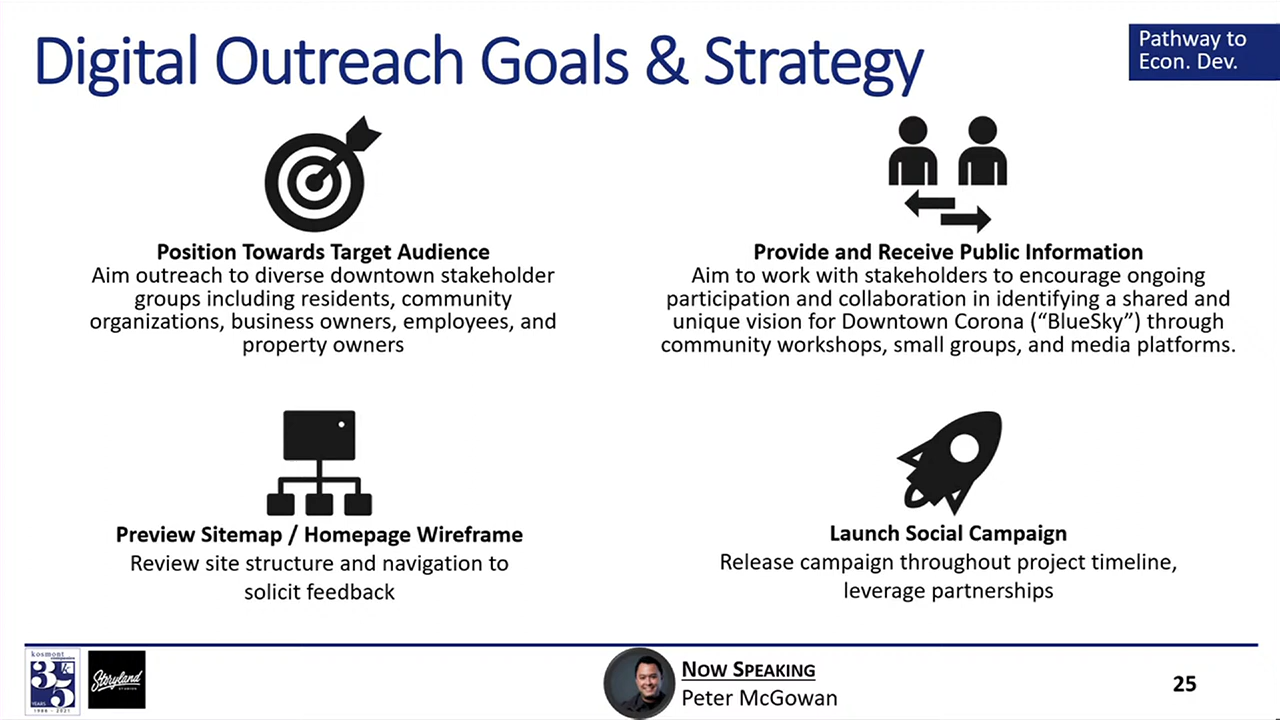 Digital Outreach Goals & Strategy
Pathway to
Econ. Dev.
Position Towards Target Audience
Aim outreach to diverse downtown stakeholder
groups including residents, community
organizations, business owners, employees, and
property owners
Provide and Receive Public Information
Aim to work with stakeholders to encourage ongoing
participation and collaboration in identifying a shared and
unique vision for Downtown Corona (“BlueSky”) through
community workshops, small groups, and media platforms.
Preview Sitemap / Homepage Wireframe
Review site structure and navigation to
solicit feedback
Launch Social Campaign
Release campaign throughout project timeline,
leverage partnerships
kosmont
companies
35
k
YEARS
1986 - 2021
Storyland
STUDIOS
NOW SPEAKING
Peter McGowan
25